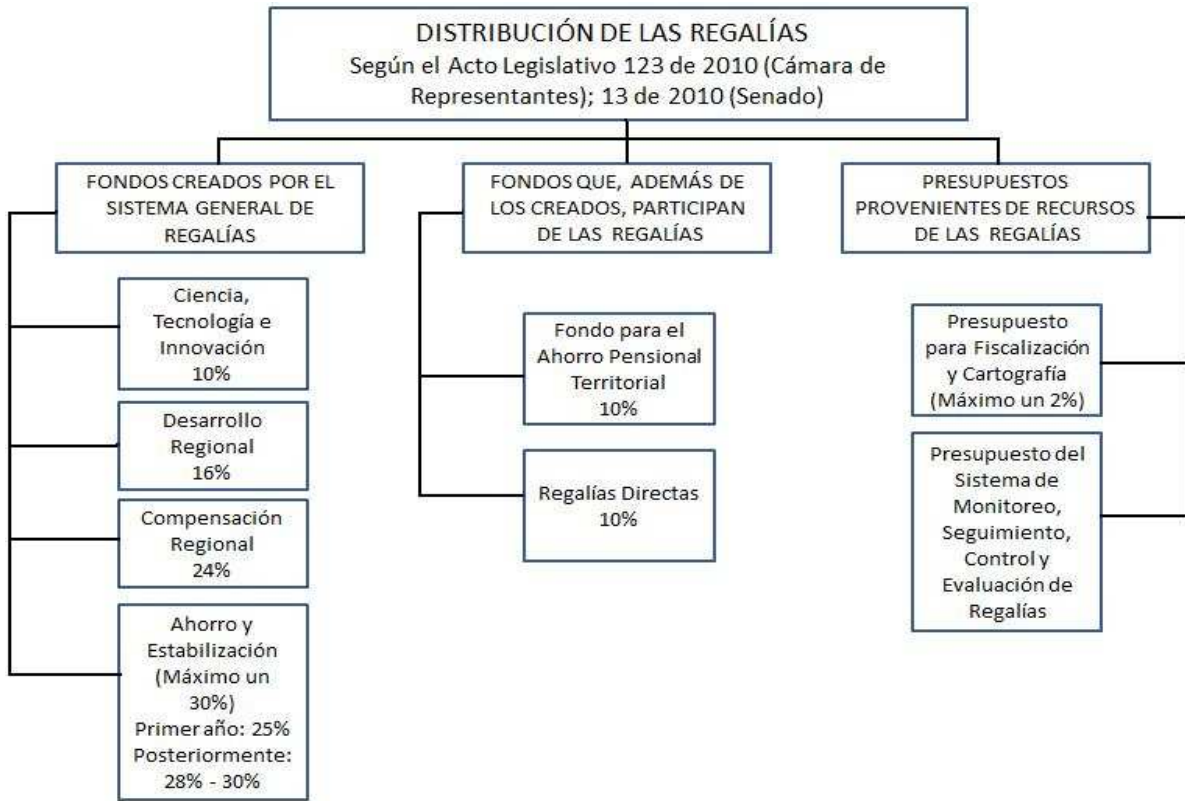 DISTRIBUCIÓN DE LAS REGALÍAS
Según el Acto Legislativo 123 de 2010 (Cámara de
Representantes); 13 de 2010 (Senado)
FONDOS CREADOS POR EL
SISTEMA GENERAL DE
REGALÍAS
Ciencia,
Tecnología e
Innovación
10%
Desarrollo
Regional
16%
Compensación
Regional
24%
Ahorro y
Estabilización
(Máximo un
30%)
Primer año: 25%
Posteriormente:
28% - 30%
FONDOS QUE, ADEMÁS DE
LOS CREADOS, PARTICIPAN
DE LAS REGALÍAS
Fondo para el
Ahorro Pensional
Territorial
10%
Regalías Directas
10%
PRESUPUESTOS
PROVENIENTES DE RECURSOS
DE LAS REGALÍAS
Presupuesto
para Fiscalización
y Cartografía
(Máximo un 2%)
Presupuesto del
Sistema de
Monitoreo,
Seguimiento,
Control y
Evaluación de
Regalías